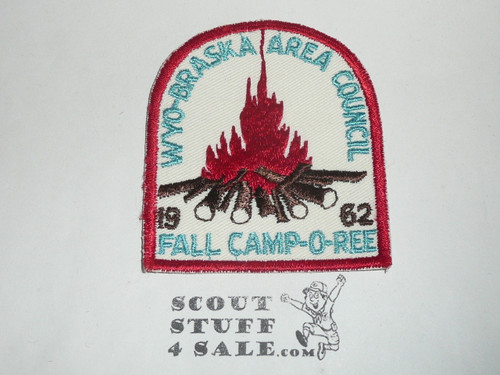 WYO-BRASKA AREA COUNCIL
19 62
FALL CAMP-O-REE
SCOUT
STUFF
4 SALE.COM